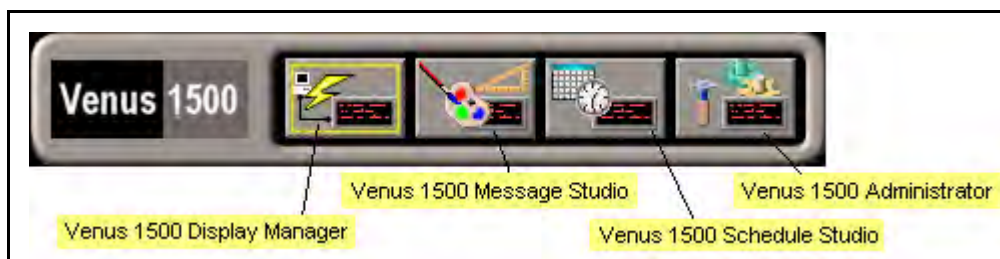 Venus 1500
Venus 1500 Message Studio
Venus 1500 Administrator
Venus 1500 Display Manager
Venus 1500 Schedule Studio